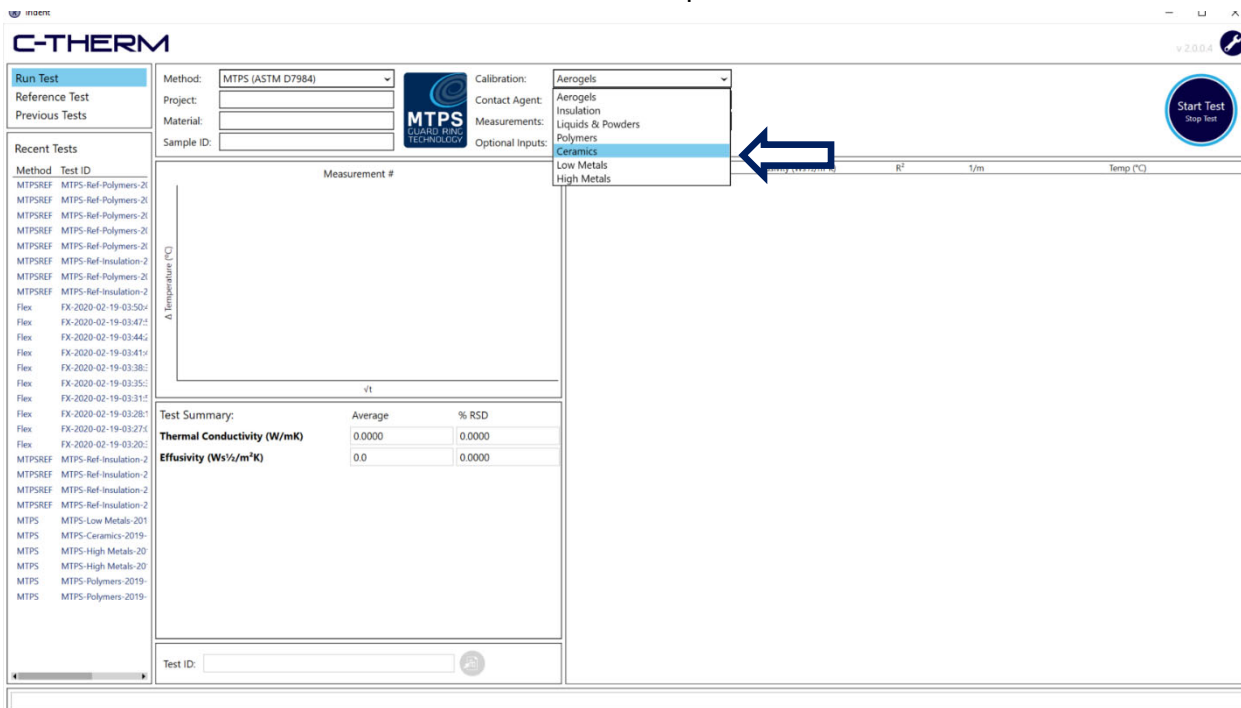 Indent
C-THERM
v 2.0.0.4
Run Test
Reference Test
Previous Tests
Recent Tests
Method Test ID
MTPSREF MTPS-Ref-Polymers-20
MTPSREF MTPS-Ref-Polymers-20
MTPSREF MTPS-Ref-Polymers-20
MTPSREF MTPS-Ref-Polymers-20
MTPSREF MTPS-Ref-Polymers-20
MTPSREF MTPS-Ref-Insulation-2
MTPSREF MTPS-Ref-Polymers-20
MTPSREF MTPS-Ref-Insulation-2
Flex FX-2020-02-19-03:50:
Flex FX-2020-02-19-03:47:
Flex FX-2020-02-19-03:44:
Flex FX-2020-02-19-03:41:
Flex FX-2020-02-19-03:38:
Flex FX-2020-02-19-03:35:
Flex FX-2020-02-19-03:31:
Flex FX-2020-02-19-03:28:1
Flex FX-2020-02-19-03:27:
Flex FX-2020-02-19-03:20:
MTPSREF MTPS-Ref-Insulation-2
MTPSREF MTPS-Ref-Insulation-2
MTPSREF MTPS-Ref-Insulation-2
MTPSREF MTPS-Ref-Insulation-2
MTPS MTPS-Low Metals-201
MTPS MTPS-Ceramics-2019-
MTPS MTPS-High Metals-20
MTPS MTPS-High Metals-20
MTPS MTPS-Polymers-2019-
MTPS MTPS-Polymers-2019-
Method: MTPS (ASTM D7984)
Project:
Material:
Sample ID:
MTPS
GUARD RING
TECHNOLOGY
Calibration: Aerogels
Contact Agent:
Measurements:
Optional Inputs:
Aerogels
Insulation
Liquids & Powders
Polymers
Ceramics
Low Metals
High Metals
Start Test
Stop Test
R² 1/m Temp (°C)
Measurement #
Δ Temperature (°C)
√t
Test Summary: Average % RSD
Thermal Conductivity (W/mK) 0.0000 0.0000
Effusivity (Ws½/m²K) 0.0 0.0000
Test ID: